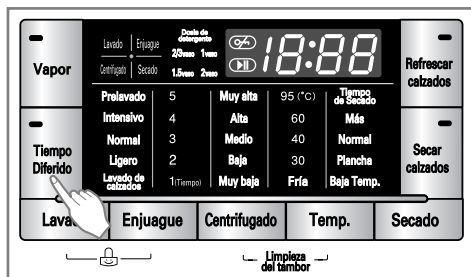 Vapor
Tiempo
Diferido
Lavado Enjuague
Centrifugado Secado
Dosis de
detergente
2/3vaso 1vaso
1.5vaso 2vaso
18:88
Refrescar
calzados
Secar
calzados
Prelavado 5 Muy alta 95 (°C) Tiempo de Secado
Intensivo 4 Alta 60 Más
Normal 3 Medio 40 Normal
Ligero 2 Baja 30 Plancha
Lavado de calzados 1(Tiempo) Muy baja Fría Baja Temp.
Enjuague Centrifugado Temp. Secado
Limpieza
del támbor